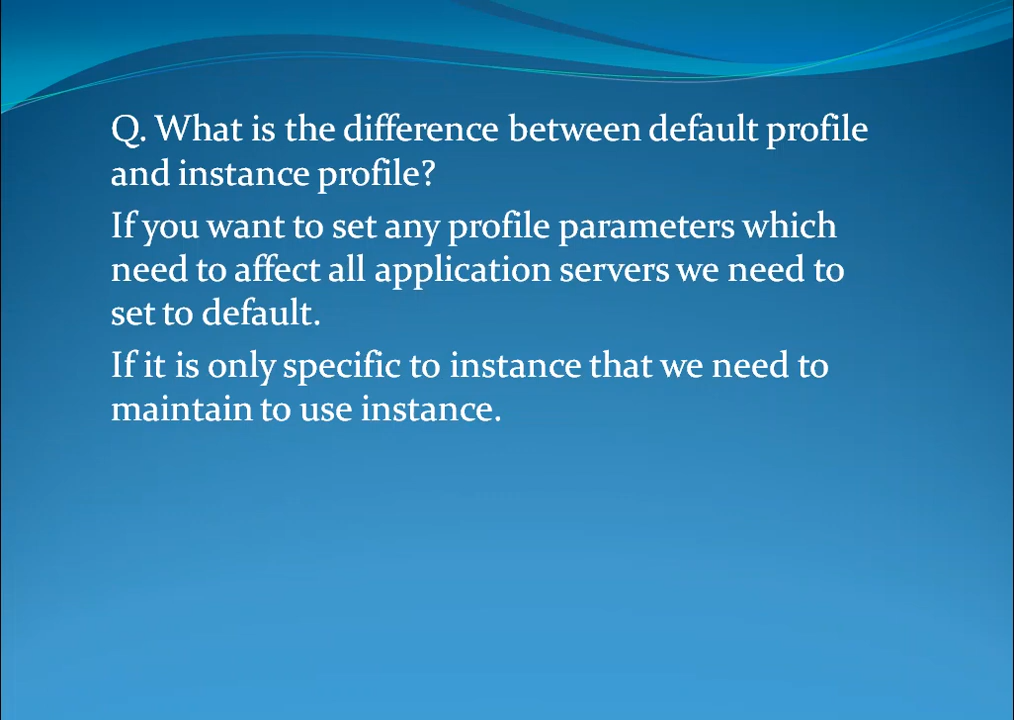 Q. What is the difference between default profile
and instance profile?
If you want to set any profile parameters which
need to affect all application servers we need to
set to default.
If it is only specific to instance that we need to
maintain to use instance.